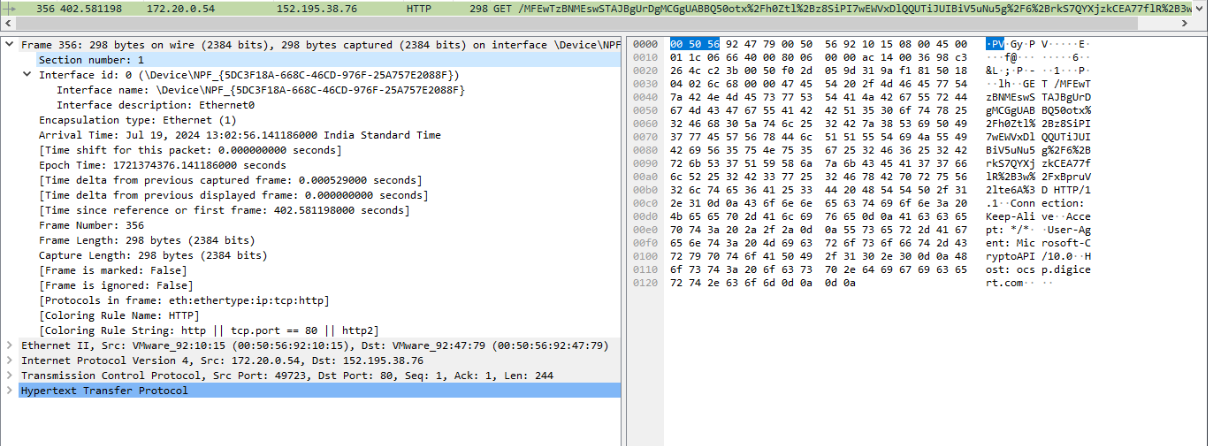 356 402.581198 172.20.0.54 152.195.38.76 HTTP 298 GET /MFEwTzBNMEswSTAJBgUrDgMCGgUABBQ50otx%2Fh0Ztl%2Bz8SiPI7wEWVxDlQQUTiJUIBiV5uNu5g%2F6%2BrkS7QYXjzkCEA77flR%2B3w
Frame 356: 298 bytes on wire (2384 bits), 298 bytes captured (2384 bits) on interface \Device\NPF
Section number: 1
Interface id: 0 (\Device\NPF_{5DC3F18A-668C-46CD-976F-25A757E2088F})
Interface name: \Device\NPF_{5DC3F18A-668C-46CD-976F-25A757E2088F}
Interface description: Ethernet0
Encapsulation type: Ethernet (1)
Arrival Time: Jul 19, 2024 13:02:56.141186000 India Standard Time
[Time shift for this packet: 0.000000000 seconds]
Epoch Time: 1721374376.141186000 seconds
[Time delta from previous captured frame: 0.000529000 seconds]
[Time delta from previous displayed frame: 0.000000000 seconds]
[Time since reference or first frame: 402.581198000 seconds]
Frame Number: 356
Frame Length: 298 bytes (2384 bits)
Capture Length: 298 bytes (2384 bits)
[Frame is marked: False]
[Frame is ignored: False]
[Protocols in frame: eth:ethertype:ip:tcp:http]
[Coloring Rule Name: HTTP]
[Coloring Rule String: http || tcp.port == 80 || http2]
Ethernet II, Src: VMware_92:10:15 (00:50:56:92:10:15), Dst: VMware_92:47:79 (00:50:56:92:47:79)
Internet Protocol Version 4, Src: 172.20.0.54, Dst: 152.195.38.76
Transmission Control Protocol, Src Port: 49723, Dst Port: 80, Seq: 1, Ack: 1, Len: 244
Hypertext Transfer Protocol
0000 00 50 56 92 47 79 00 50 56 92 10 15 08 00 45 00 ·PV·Gy·P V·····E·
0010 01 1c 06 66 40 00 80 06 00 00 ac 14 00 36 98 c3 ···f@··· ·····6··
0020 26 4c c2 3b 00 50 f0 2d 05 9d 31 9a f1 81 50 18 &L·;·P·- ··1···P·
0030 04 02 6c 68 00 00 47 45 54 20 2f 4d 46 45 77 54 ··lh··GE T /MFEwT
0040 7a 42 4e 4d 45 73 77 53 54 41 4a 42 67 55 72 44 zBNMEswS TAJBgUrD
0050 67 4d 43 47 67 55 41 42 42 51 35 30 6f 74 78 25 gMCGgUAB BQ50otx%
0060 32 46 68 30 5a 74 6c 25 32 42 7a 38 53 69 50 49 2Fh0Ztl% 2Bz8SiPI
0070 37 77 45 57 56 78 44 6c 51 51 55 54 69 4a 55 49 7wEWVxDl QQUTiJUI
0080 42 69 56 35 75 4e 75 35 67 25 32 46 36 25 32 42 BiV5uNu5 g%2F6%2B
0090 72 6b 53 37 51 59 58 6a 7a 6b 43 45 41 37 37 66 rkS7QYXj zkCEA77f
00a0 6c 52 25 32 42 33 77 25 32 46 78 42 70 72 75 56 lR%2B3w% 2FxBpruV
00b0 32 6c 74 65 36 41 25 33 44 20 48 54 54 50 2f 31 2lte6A%3 D HTTP/1
00c0 2e 31 0d 0a 43 6f 6e 6e 65 63 74 69 6f 6e 3a 20 .1··Conn ection:
00d0 4b 65 65 70 2d 41 6c 69 76 65 0d 0a 41 63 63 65 Keep-Ali ve··Acce
00e0 70 74 3a 20 2a 2f 2a 0d 0a 55 73 65 72 2d 41 67 pt: */*· ·User-Ag
00f0 65 6e 74 3a 20 4d 69 63 72 6f 73 6f 66 74 2d 43 ent: Mic rosoft-C
0100 72 79 70 74 6f 41 50 49 2f 31 30 2e 30 0d 0a 48 ryptoAPI /10.0··H
0110 6f 73 74 3a 20 6f 63 73 70 2e 64 69 67 69 63 65 ost: ocs p.digice
0120 72 74 2e 63 6f 6d 0d 0a 0d 0a rt.com·· ··